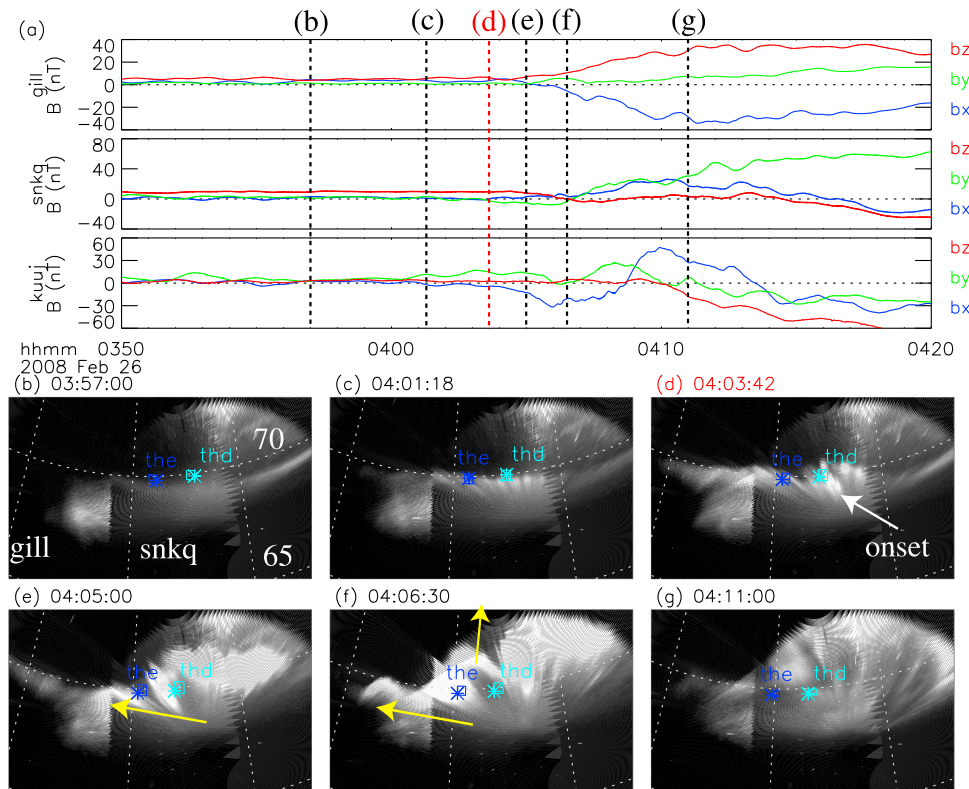 (a) (b) (c) (d) (e) (f) (g)
40
20
0
−20
−40
gill
B (nT)
bz
by
bx
80
40
0
−40
snkq
B (nT)
bz
by
bx
60
30
0
−30
−60
kuuj
B (nT)
bz
by
bx
hhmm 0350 0400 0410 0420
2008 Feb 26
(b) 03:57:00
the thd 70
gill snkq 65
(c) 04:01:18
the thd
(d) 04:03:42
the thd
onset
(e) 04:05:00
the thd
(f) 04:06:30
the thd
(g) 04:11:00
the thd